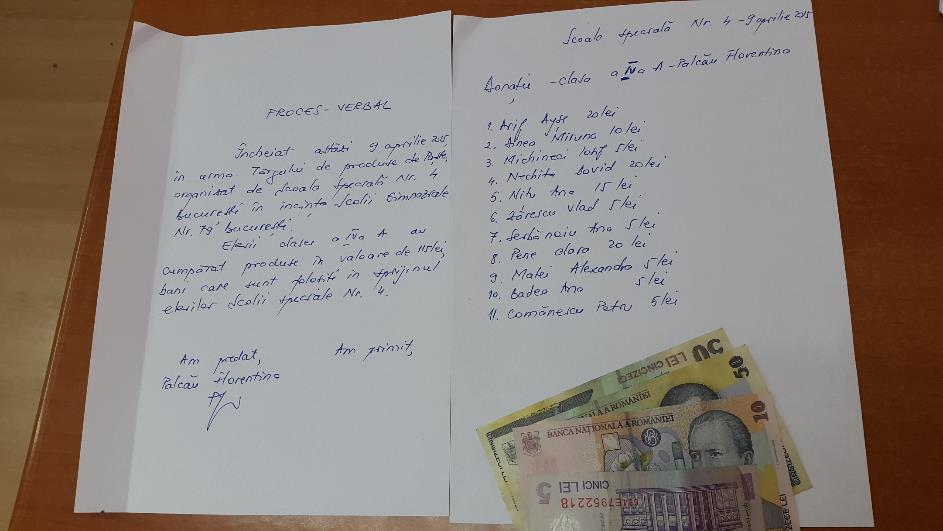 PROCES-VERBAL
Încheiat astăzi 9 aprilie 2015
în urma Târgului de produse de Paște,
organizat de Școala Specială Nr. 4
București în incinta Școlii Gimnaziale
Nr. 79 București.
Elevii clasei a IVa A au
cumpărat produse în valoare de 115 lei,
bani care sunt folosiți în sprijinul
elevilor Școlii Speciale Nr. 4.
Am predat, Am primit,
Palcău Florentina
Școala Specială Nr. 4 - 9 aprilie 2015
Donații - clasa a IVa A - Palcău Florentina
1. Arif Ayse 20 lei
2. Dinea Miruna 10 lei
3. Michineci 5 lei
4. Nechita David 20 lei
5. Nitu Ana 15 lei
6. Zărescu Vlad 5 lei
7. Serbănoiu Ana 5 lei
8. Pene Clara 20 lei
9. Matei Alexandra 5 lei
10. Badea Ana 5 lei
11. Comănescu Petru 5 lei
50 LEI CINCIZECI
50
BANCA NAȚIONALĂ A ROMANIEI
10
5 CINCI LEI
E7952218